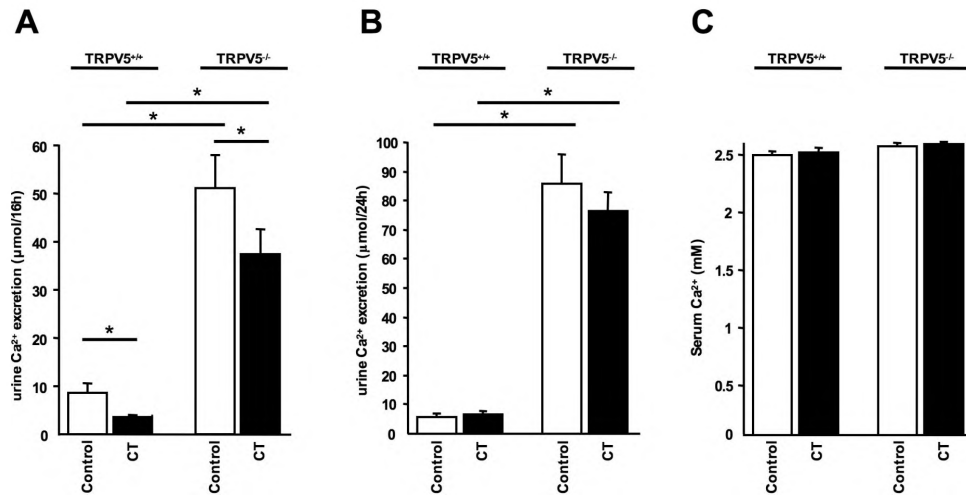 A
TRPV5+/+ TRPV5-/-
*
*
*
*
urine Ca²⁺ excretion (µmol/16h)
60
50
40
30
20
10
0
Control CT Control CT
B
TRPV5+/+ TRPV5-/-
*
*
urine Ca²⁺ excretion (µmol/24h)
100
90
80
70
60
50
40
30
20
10
0
Control CT Control CT
C
TRPV5+/+ TRPV5-/-
Serum Ca²⁺ (mM)
2.5
2
1.5
1
0.5
0
Control CT Control CT